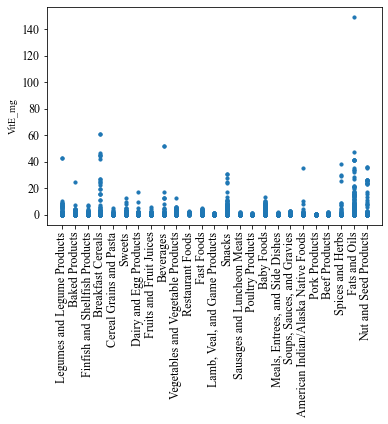 VitE_mg
140
120
100
80
60
40
20
0
Legumes and Legume Products
Baked Products
Finfish and Shellfish Products
Breakfast Cereals
Cereal Grains and Pasta
Sweets
Dairy and Egg Products
Fruits and Fruit Juices
Beverages
Vegetables and Vegetable Products
Restaurant Foods
Fast Foods
Lamb, Veal, and Game Products
Snacks
Sausages and Luncheon Meats
Poultry Products
Baby Foods
Meals, Entrees, and Side Dishes
Soups, Sauces, and Gravies
American Indian/Alaska Native Foods
Pork Products
Beef Products
Spices and Herbs
Fats and Oils
Nut and Seed Products